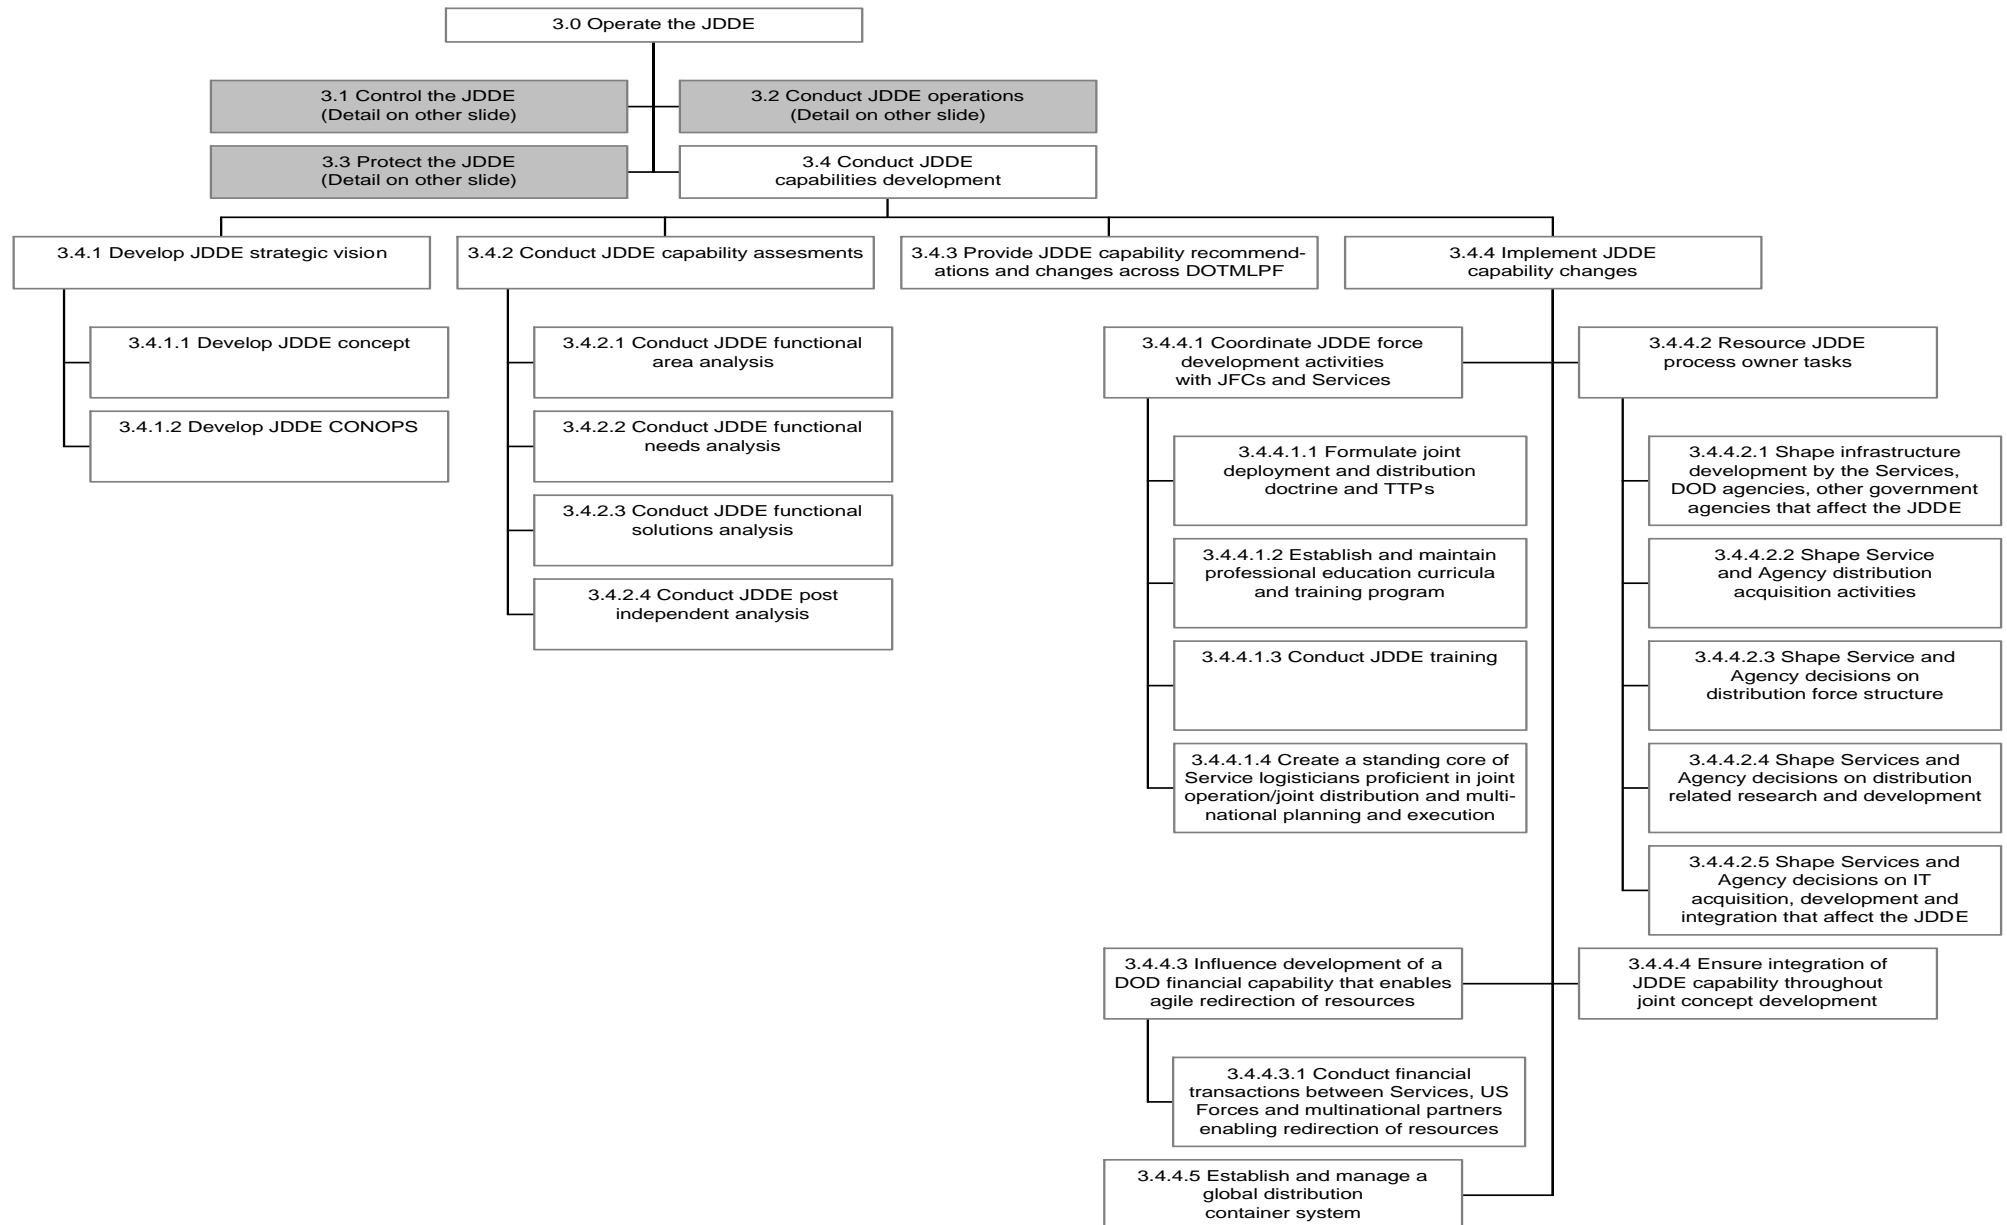 3.0 Operate the JDDE
3.1 Control the JDDE
(Detail on other slide)
3.2 Conduct JDDE operations
(Detail on other slide)
3.3 Protect the JDDE
(Detail on other slide)
3.4 Conduct JDDE
capabilities development
3.4.1 Develop JDDE strategic vision
3.4.2 Conduct JDDE capability assesments
3.4.3 Provide JDDE capability recommend-
ations and changes across DOTMLPF
3.4.4 Implement JDDE
capability changes
3.4.1.1 Develop JDDE concept
3.4.1.2 Develop JDDE CONOPS
3.4.2.1 Conduct JDDE functional
area analysis
3.4.2.2 Conduct JDDE functional
needs analysis
3.4.2.3 Conduct JDDE functional
solutions analysis
3.4.2.4 Conduct JDDE post
independent analysis
3.4.4.1 Coordinate JDDE force
development activities
with JFCs and Services
3.4.4.1.1 Formulate joint
deployment and distribution
doctrine and TTPs
3.4.4.1.2 Establish and maintain
professional education curricula
and training program
3.4.4.1.3 Conduct JDDE training
3.4.4.1.4 Create a standing core of
Service logisticians proficient in joint
operation/joint distribution and multi-
national planning and execution
3.4.4.2 Resource JDDE
process owner tasks
3.4.4.2.1 Shape infrastructure
development by the Services,
DOD agencies, other government
agencies that affect the JDDE
3.4.4.2.2 Shape Service
and Agency distribution
acquisition activities
3.4.4.2.3 Shape Service and
Agency decisions on
distribution force structure
3.4.4.2.4 Shape Services and
Agency decisions on distribution
related research and development
3.4.4.2.5 Shape Services and
Agency decisions on IT
acquisition, development and
integration that affect the JDDE
3.4.4.3 Influence development of a
DOD financial capability that enables
agile redirection of resources
3.4.4.3.1 Conduct financial
transactions between Services, US
Forces and multinational partners
enabling redirection of resources
3.4.4.4 Ensure integration of
JDDE capability throughout
joint concept development
3.4.4.5 Establish and manage a
global distribution
container system